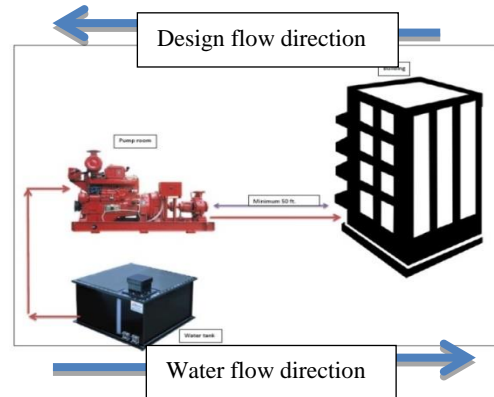 Design flow direction
Building
Pump room
Minimum 50 ft.
Water tank
Water flow direction